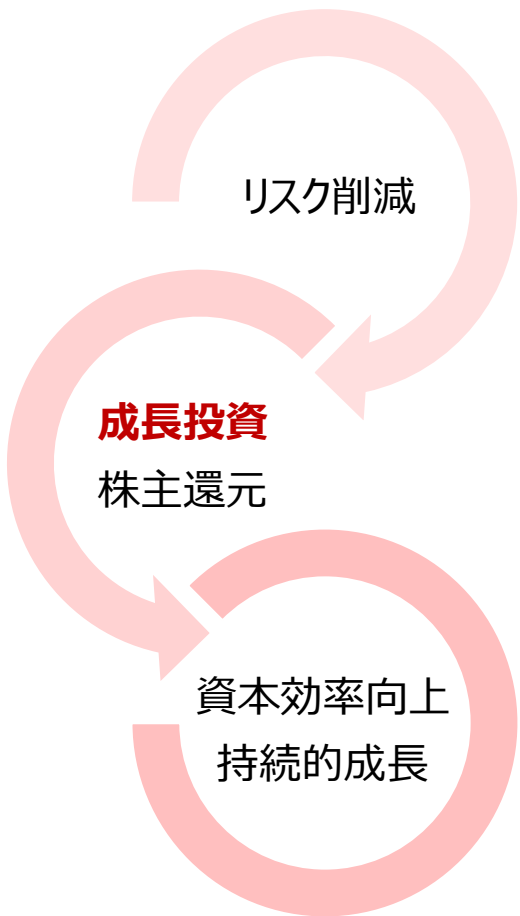 リスク削減
成長投資
株主還元
資本効率向上
持続的成長